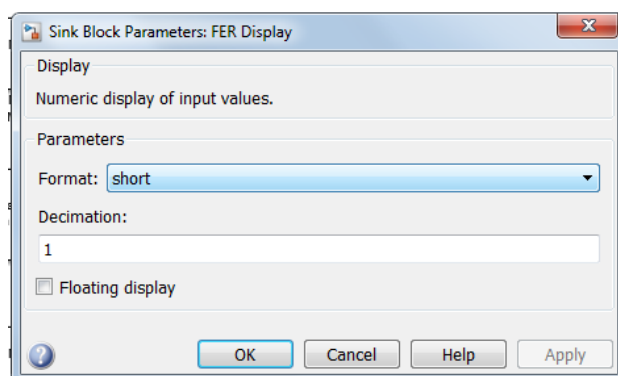 Sink Block Parameters: FER Display
Display
Numeric display of input values.
Parameters
Format: short
Decimation:
1
Floating display
OK Cancel Help Apply